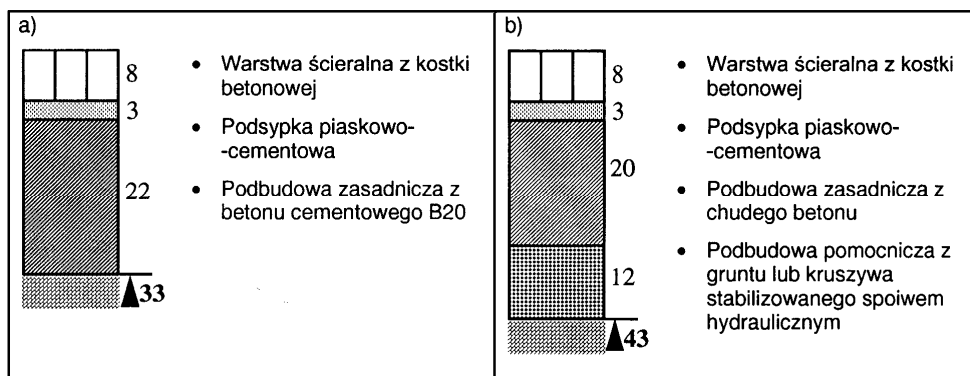 a)
8
3
22
33
• Warstwa ścieralna z kostki
betonowej
• Podsypka piaskowo-
-cementowa
• Podbudowa zasadnicza z
betonu cementowego B20
b)
8
3
20
12
43
• Warstwa ścieralna z kostki
betonowej
• Podsypka piaskowo-
-cementowa
• Podbudowa zasadnicza z
chudego betonu
• Podbudowa pomocnicza z
gruntu lub kruszywa
stabilizowanego spoiwem
hydraulicznym